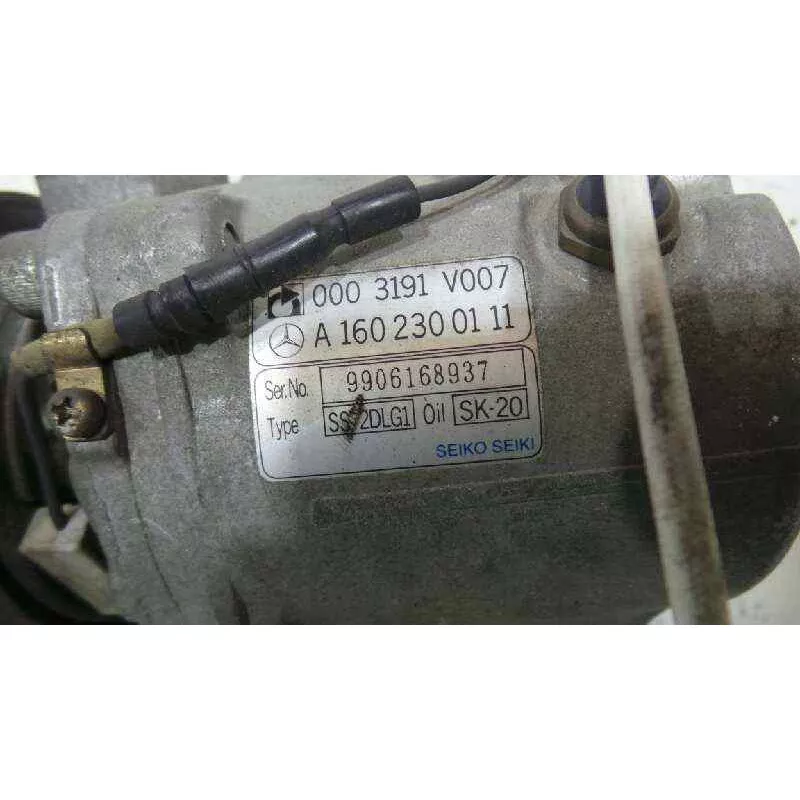 000 3191 V007
A 160 230 01 11
Ser.No. 9906168937
Type Oil SK-20
SEIKO SEIKI